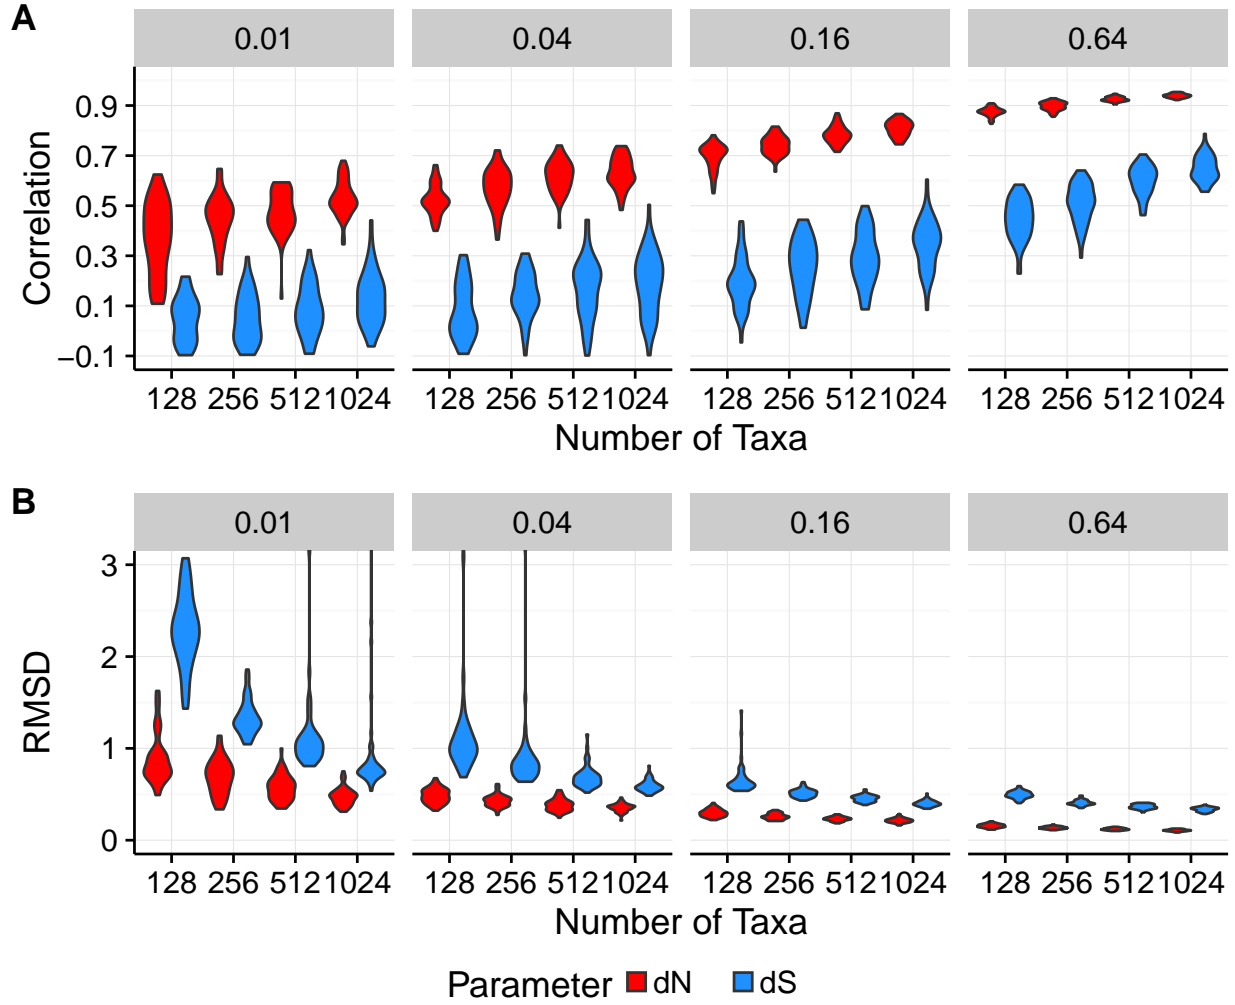 A
0.01 0.04 0.16 0.64
Correlation
0.9
0.7
0.5
0.3
0.1
−0.1
128 256 512 1024 128 256 512 1024 128 256 512 1024 128 256 512 1024
Number of Taxa
B
0.01 0.04 0.16 0.64
RMSD
3
2
1
0
128 256 512 1024 128 256 512 1024 128 256 512 1024 128 256 512 1024
Number of Taxa
Parameter dN dS